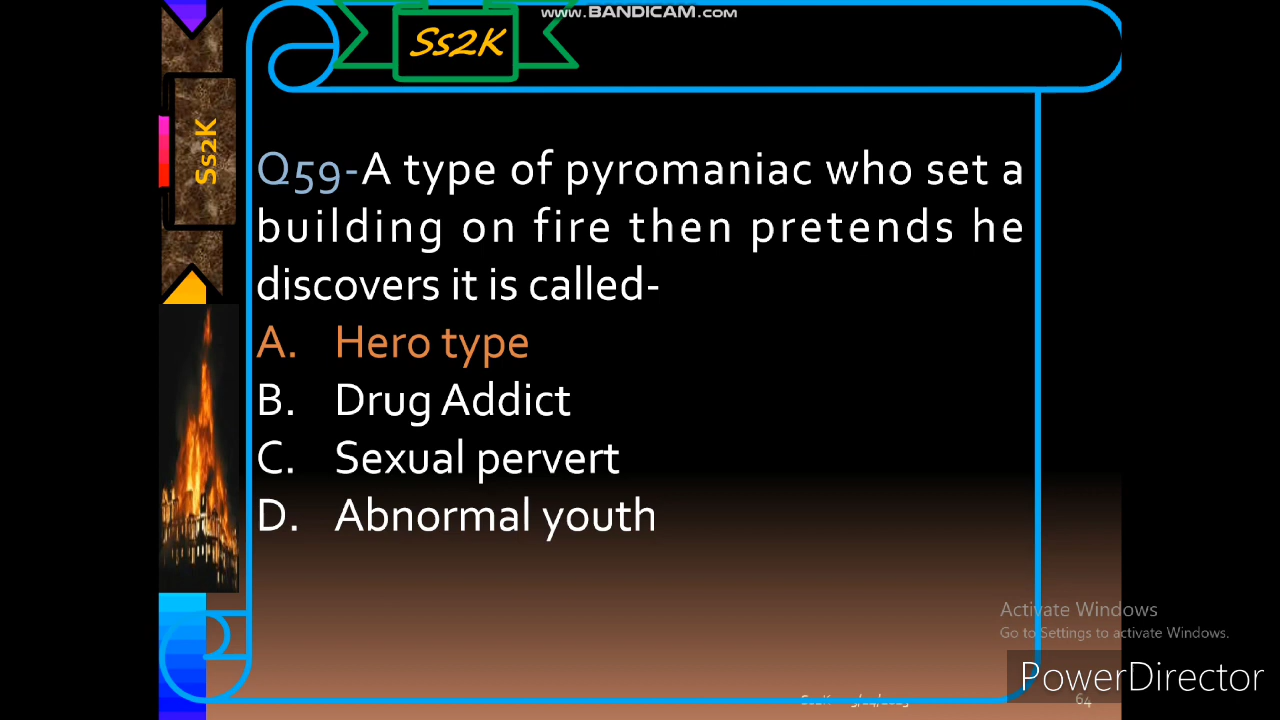 www.BANDICAM.com
Ss2K
Ss2K
Q59-A type of pyromaniac who set a
building on fire then pretends he
discovers it is called-
A. Hero type
B. Drug Addict
C. Sexual pervert
D. Abnormal youth
Activate Windows
Go to Settings to activate Windows.
PowerDirector
Ss2K
64